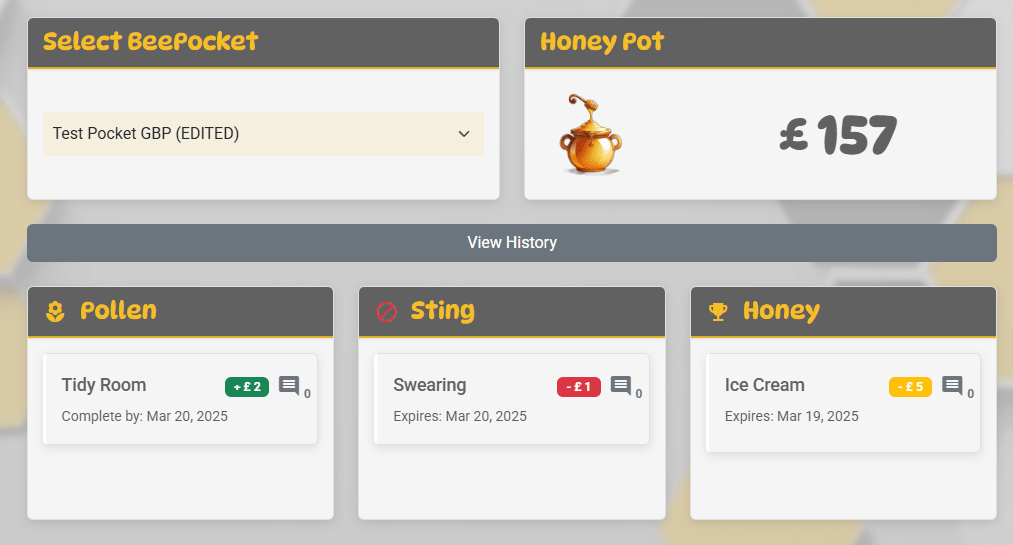 Select BeePocket
Honey Pot
Test Pocket GBP (EDITED)
£ 157
View History
Pollen
Tidy Room
+ £ 2
0
Complete by: Mar 20, 2025
Sting
Swearing
- £ 1
0
Expires: Mar 20, 2025
Honey
Ice Cream
- £ 5
0
Expires: Mar 19, 2025